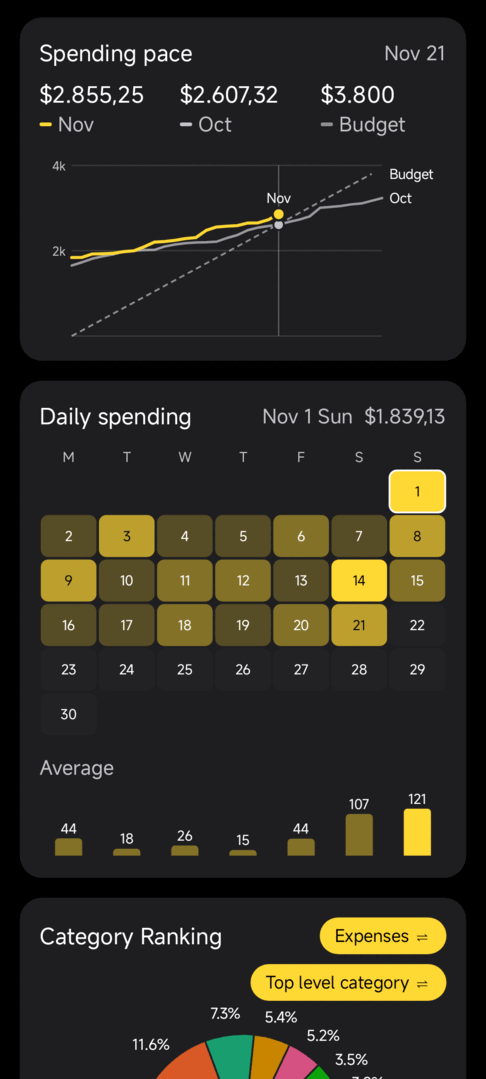 Spending pace Nov 21
$2.855,25 $2.607,32 $3.800
Nov Oct Budget
4k
Budget
Nov Oct
2k
Daily spending Nov 1 Sun $1.839,13
M T W T F S S
1
2 3 4 5 6 7 8
9 10 11 12 13 14 15
16 17 18 19 20 21 22
23 24 25 26 27 28 29
30
Average
44 18 26 15 44 107 121
Category Ranking Expenses ⇌
Top level category ⇌
7.3% 5.4%
11.6% 5.2%
3.5%